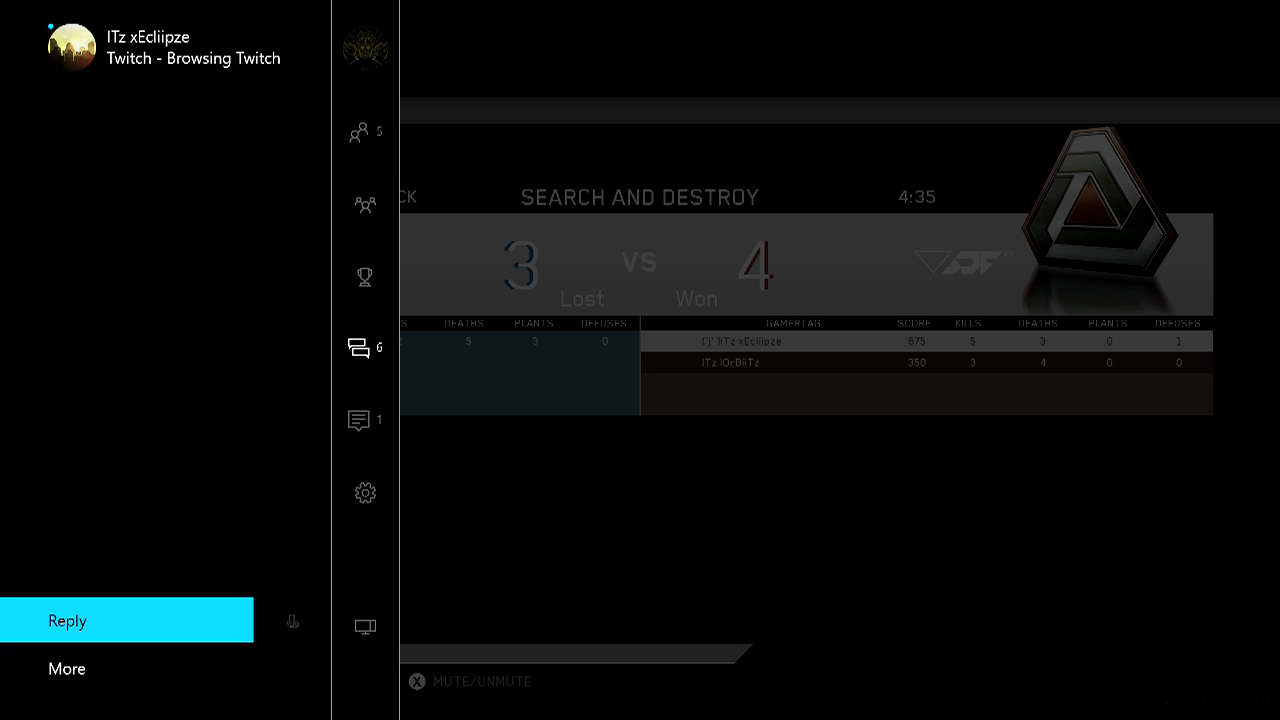 ITz xEcliipze
Twitch - Browsing Twitch
5
6
1
Reply
More
CK
SEARCH AND DESTROY
4:35
3
VS
4
Lost
Won
S DEATHS PLANTS DEFUSES
5 3 0
GAMERTAG SCORE KILLS DEATHS PLANTS DEFUSES
['j' ]ITz xEcliipze 675 5 3 0 1
ITz iOrBiiTz 350 3 4 0 0
X MUTE/UNMUTE